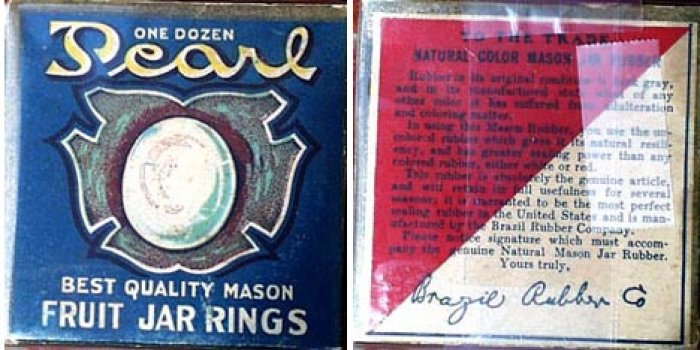 ONE DOZEN
Pearl
BEST QUALITY MASON
FRUIT JAR RINGS
TO THE TRADE
NATURAL COLOR MASON JAR RUBBER
Rubber in its original condition is dark gray,
and in its manufactured state of any
other color it has suffered from adulteration
and coloring matter.
In using this Mason Rubber, you use the un-
colored rubber which gives it its natural resili-
ency, and has greater sealing power than any
colored rubber, either white or red.
This rubber is absolutely the genuine article,
and will retain its full usefulness for several
seasons; it is warranted to be the most perfect
sealing rubber in the United States and is man-
ufactured by the Brazil Rubber Company.
Please notice signature which must accom-
pany the genuine Natural Mason Jar Rubber.
Yours truly,
Brazil Rubber Co